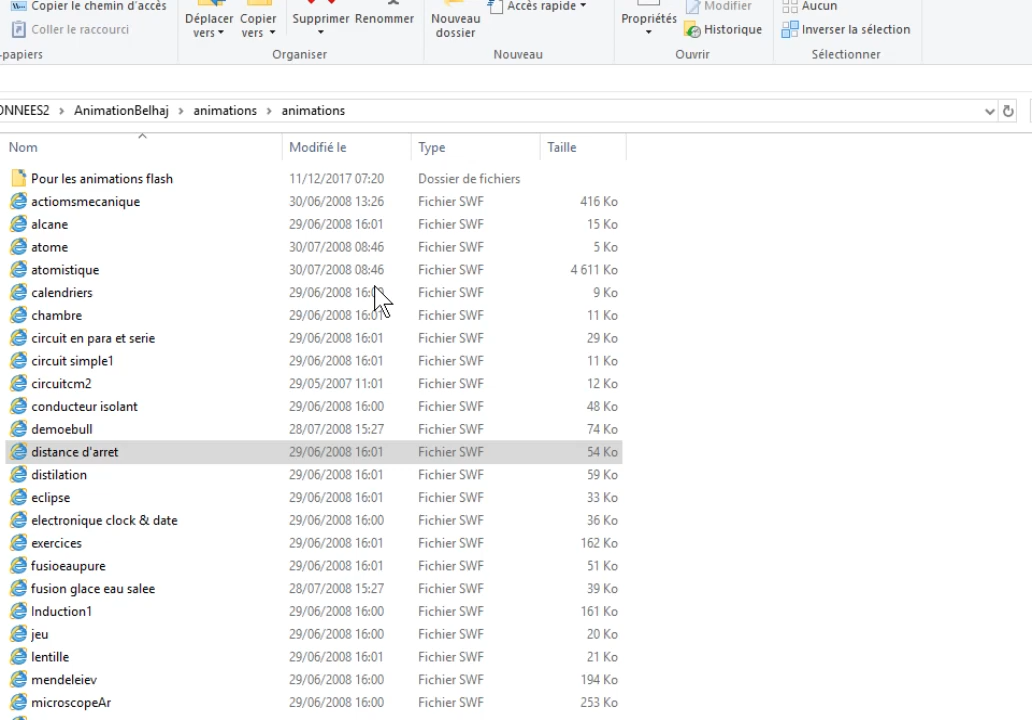 Copier le chemin d'accès
Déplacer vers
Copier vers
Supprimer
Renommer
Nouveau dossier
Accès rapide
Propriétés
Modifier
Aucun
Coller le raccourci
Historique
Inverser la sélection
-papiers
Organiser
Nouveau
Ouvrir
Sélectionner
ONNEES2 > AnimationBelhaj > animations > animations
Nom Modifié le Type Taille
Pour les animations flash 11/12/2017 07:20 Dossier de fichiers
actiomsmecanique 30/06/2008 13:26 Fichier SWF 416 Ko
alcane 29/06/2008 16:01 Fichier SWF 15 Ko
atome 30/07/2008 08:46 Fichier SWF 5 Ko
atomistique 30/07/2008 08:46 Fichier SWF 4 611 Ko
calendriers 29/06/2008 16:00 Fichier SWF 9 Ko
chambre 29/06/2008 16:01 Fichier SWF 11 Ko
circuit en para et serie 29/06/2008 16:01 Fichier SWF 29 Ko
circuit simple1 29/06/2008 16:01 Fichier SWF 11 Ko
circuitcm2 29/05/2007 11:01 Fichier SWF 12 Ko
conducteur isolant 29/06/2008 16:00 Fichier SWF 48 Ko
demoebull 28/07/2008 15:27 Fichier SWF 74 Ko
distance d'arret 29/06/2008 16:01 Fichier SWF 54 Ko
distilation 29/06/2008 16:01 Fichier SWF 59 Ko
eclipse 29/06/2008 16:01 Fichier SWF 33 Ko
electronique clock & date 29/06/2008 16:00 Fichier SWF 36 Ko
exercices 29/06/2008 16:01 Fichier SWF 162 Ko
fusioeaupure 29/06/2008 16:01 Fichier SWF 51 Ko
fusion glace eau salee 28/07/2008 15:27 Fichier SWF 39 Ko
Induction1 29/06/2008 16:00 Fichier SWF 161 Ko
jeu 29/06/2008 16:00 Fichier SWF 20 Ko
lentille 29/06/2008 16:01 Fichier SWF 21 Ko
mendeleiev 29/06/2008 16:00 Fichier SWF 194 Ko
microscopeAr 29/06/2008 16:00 Fichier SWF 253 Ko